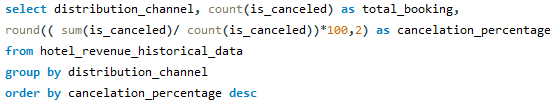 select distribution_channel, count(is_canceled) as total_booking,
round(( sum(is_canceled)/ count(is_canceled))*100,2) as cancelation_percentage
from hotel_revenue_historical_data
group by distribution_channel
order by cancelation_percentage desc